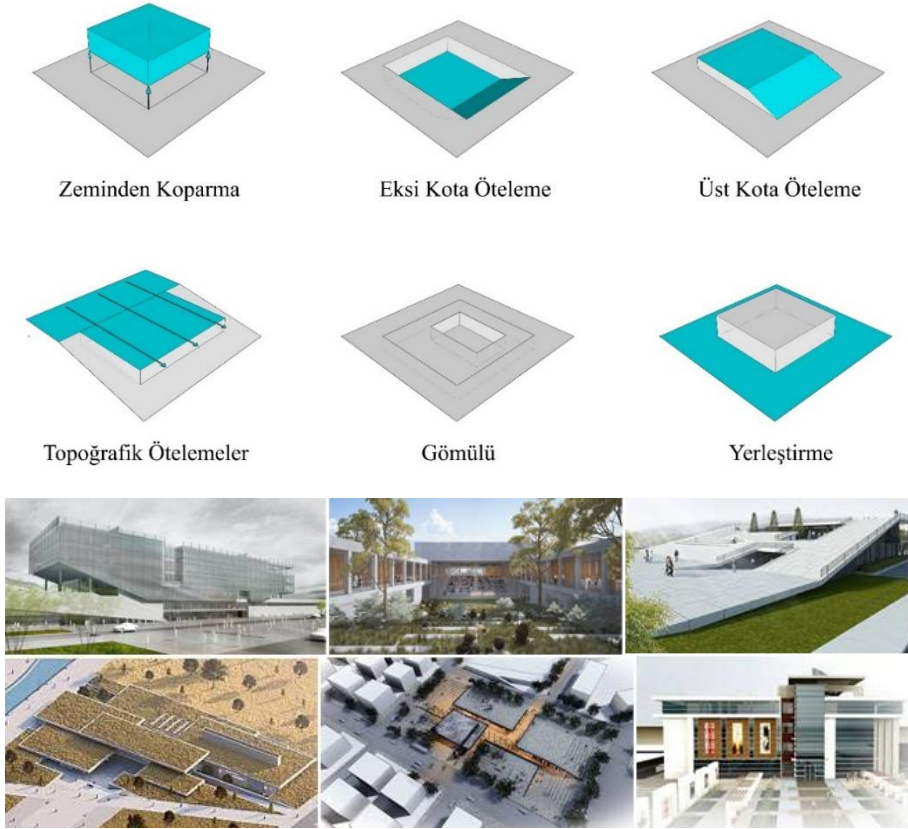 Zeminden Koparma
Eksi Kota Öteleme
Üst Kota Öteleme
Topoğrafik Ötelemeler
Gömülü
Yerleştirme